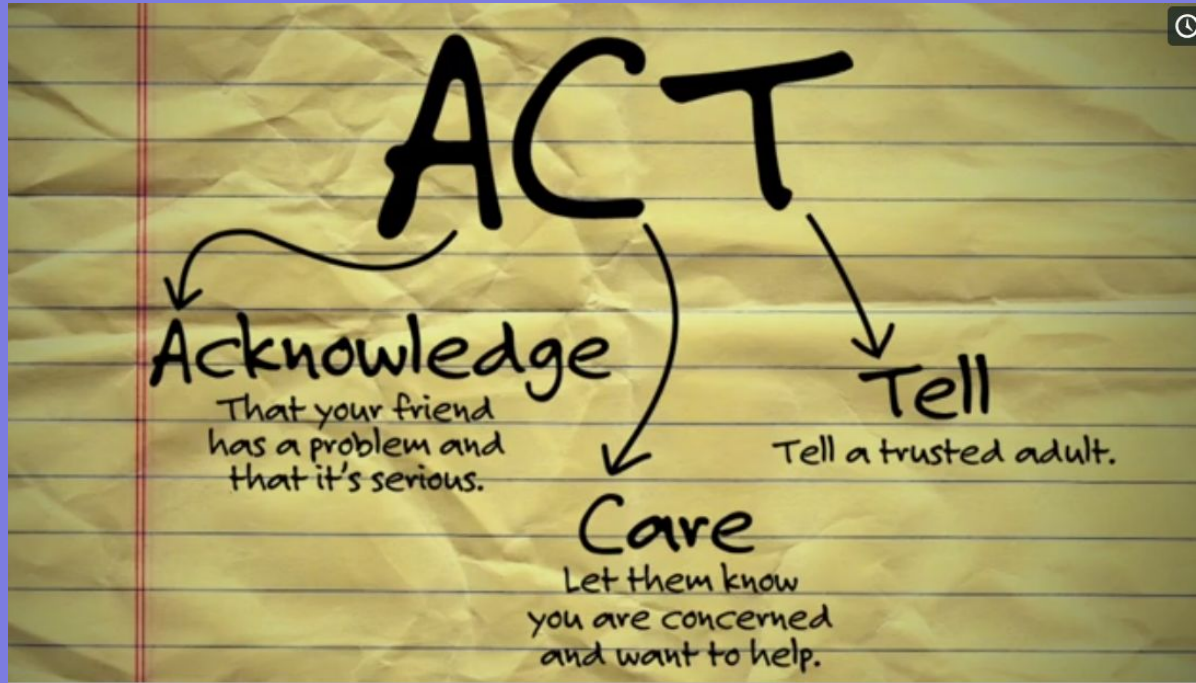 ACT
Acknowledge
That your friend
has a problem and
that it's serious.
Care
Let them know
you are concerned
and want to help.
Tell
Tell a trusted adult.